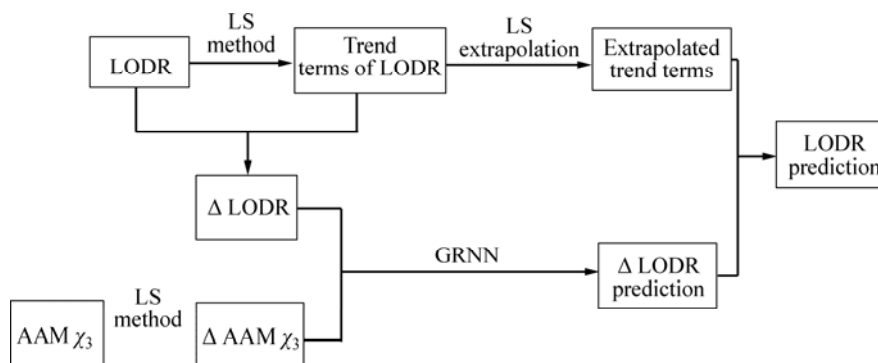 LS
method
LS
extrapolation
LODR
Trend
terms of LODR
Extrapolated
trend terms
LODR
prediction
Δ LODR
GRNN
Δ LODR
prediction
LS
method
AAM χ₃
Δ AAM χ₃